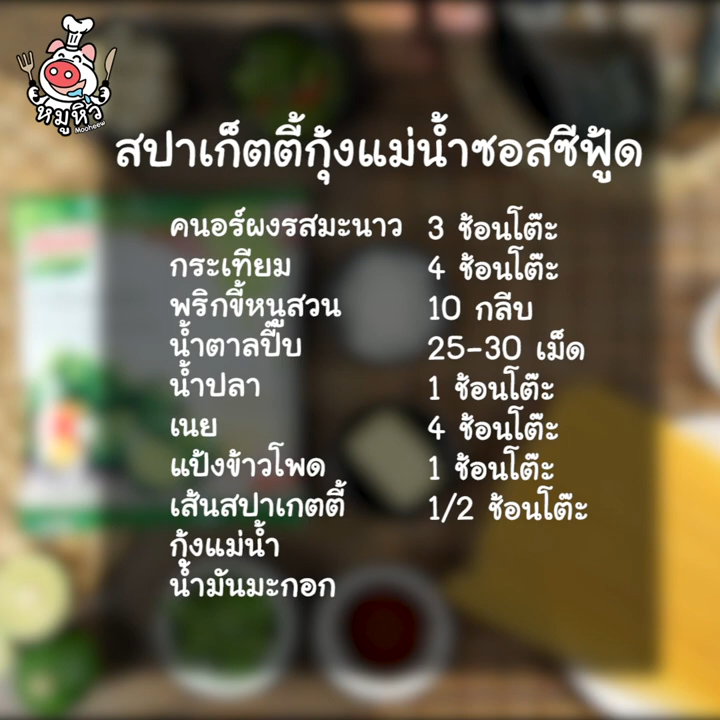 หมูหิว
Mooheew
สปาเก็ตตี้กุ้งแม่น้ำซอสซีฟู้ด
คนอร์ผงรสมะนาว 3 ช้อนโต๊ะ
กระเทียม 4 ช้อนโต๊ะ
พริกขี้หนูสวน 10 กลีบ
น้ำตาลปี๊บ 25-30 เม็ด
น้ำปลา 1 ช้อนโต๊ะ
เนย 4 ช้อนโต๊ะ
แป้งข้าวโพด 1 ช้อนโต๊ะ
เส้นสปาเกตตี้ 1/2 ช้อนโต๊ะ
กุ้งแม่น้ำ
น้ำมันมะกอก